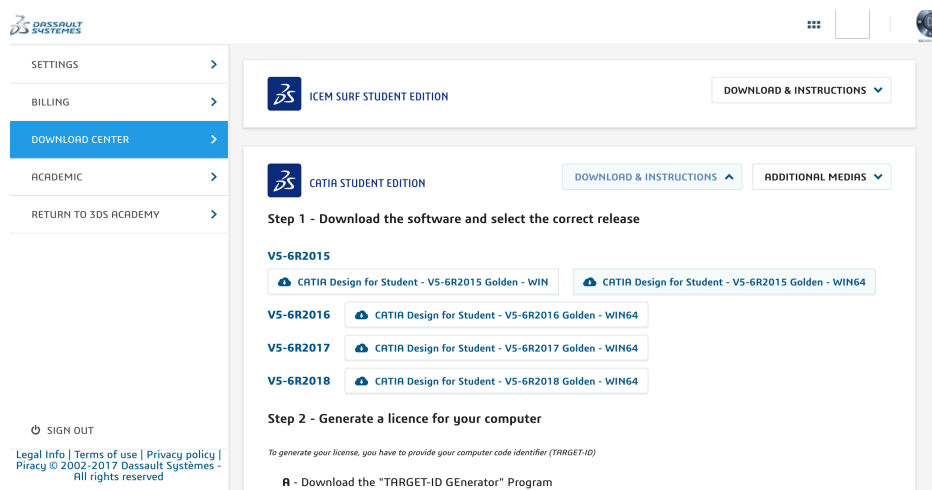 DASSAULT
SYSTEMES
SETTINGS
BILLING
DOWNLOAD CENTER
ACADEMIC
RETURN TO 3DS ACADEMY
SIGN OUT
Legal Info | Terms of use | Privacy policy |
Piracy © 2002-2017 Dassault Systèmes -
All rights reserved
ICEM SURF STUDENT EDITION
DOWNLOAD & INSTRUCTIONS
CATIA STUDENT EDITION
DOWNLOAD & INSTRUCTIONS
ADDITIONAL MEDIAS
Step 1 - Download the software and select the correct release
V5-6R2015
CATIA Design for Student - V5-6R2015 Golden - WIN
CATIA Design for Student - V5-6R2015 Golden - WIN64
V5-6R2016 CATIA Design for Student - V5-6R2016 Golden - WIN64
V5-6R2017 CATIA Design for Student - V5-6R2017 Golden - WIN64
V5-6R2018 CATIA Design for Student - V5-6R2018 Golden - WIN64
Step 2 - Generate a licence for your computer
To generate your license, you have to provide your computer code identifier (TARGET-ID)
A - Download the "TARGET-ID GEnerator" Program